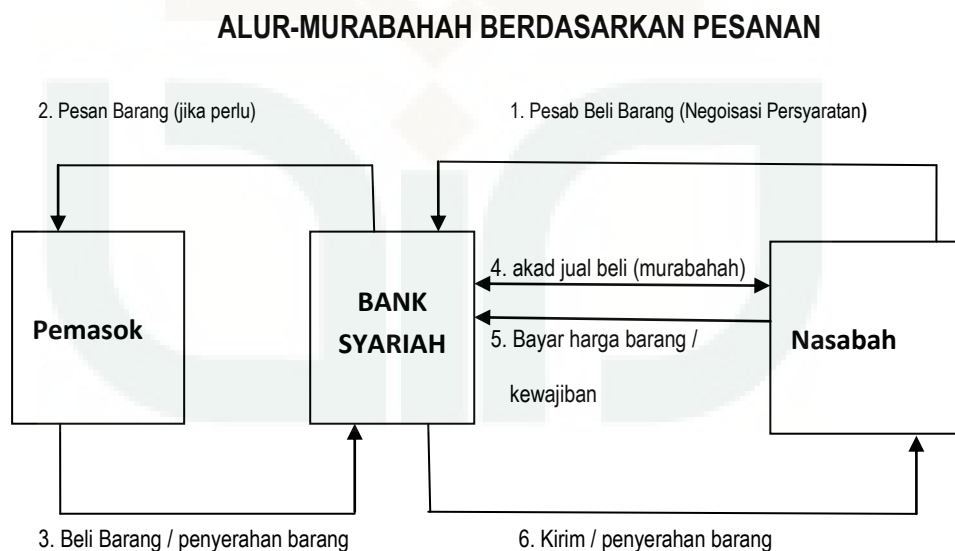 ALUR-MURABAHAH BERDASARKAN PESANAN
2. Pesan Barang (jika perlu)
1. Pesab Beli Barang (Negoisasi Persyaratan)
Pemasok
BANK
SYARIAH
4. akad jual beli (murabahah)
5. Bayar harga barang /
kewajiban
Nasabah
3. Beli Barang / penyerahan barang
6. Kirim / penyerahan barang